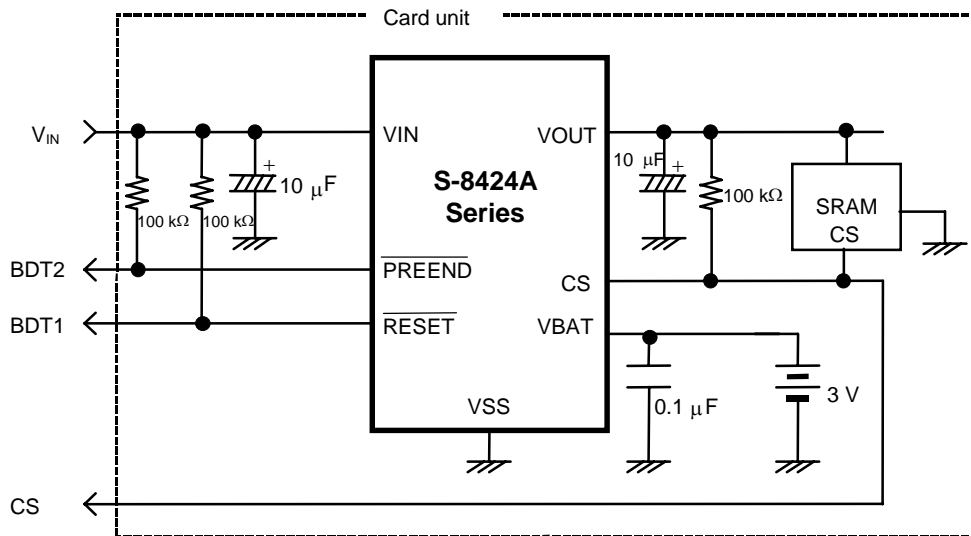 Card unit
V_IN
VIN
VOUT
10 μF
+
+
10 μF
S-8424A
Series
100 kΩ
100 kΩ
100 kΩ
SRAM
CS
BDT2
PREEND
CS
BDT1
RESET
VBAT
VSS
0.1 μF
3 V
CS